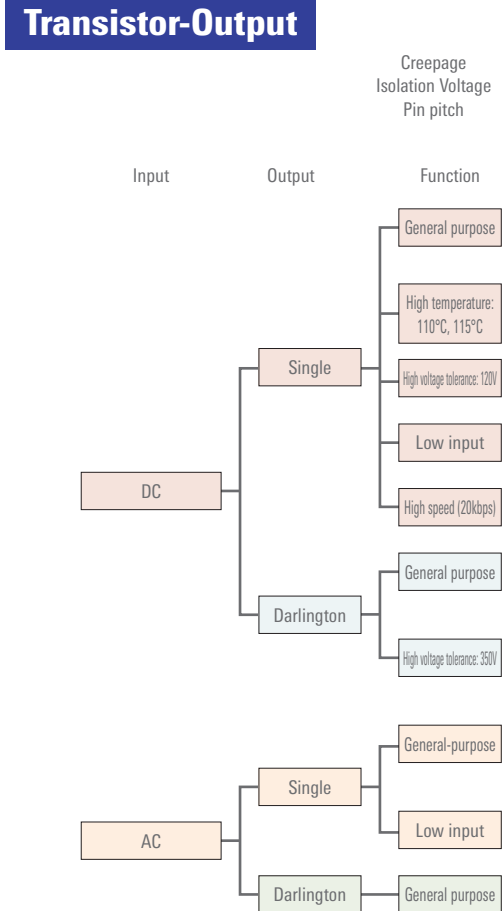 Transistor-Output
Creepage
Isolation Voltage
Pin pitch
Input
Output
Function
General purpose
High temperature:
110°C, 115°C
Single
High voltage tolerance: 120V
Low input
DC
High speed (20kbps)
General purpose
Darlington
High voltage tolerance: 350V
General-purpose
Single
Low input
AC
Darlington
General purpose